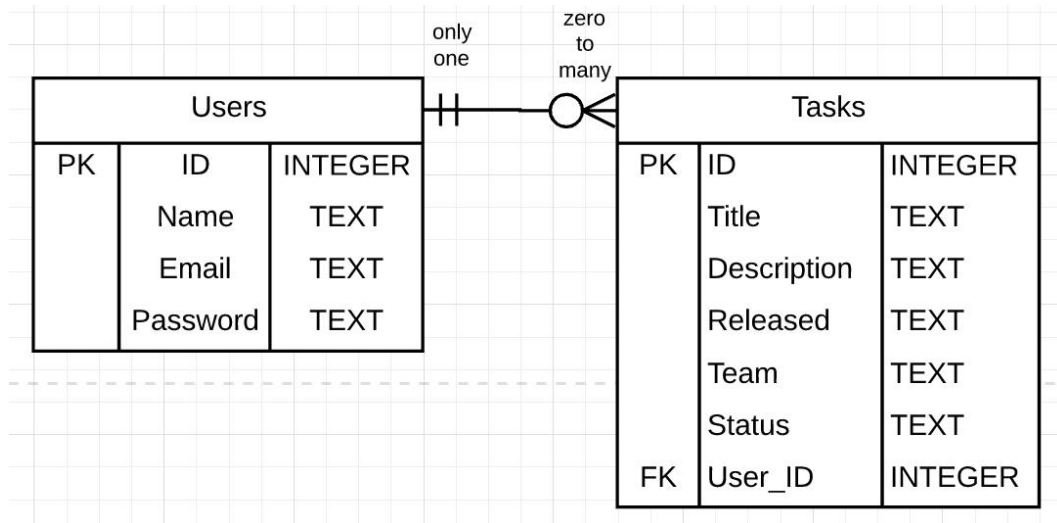 only
one
zero
to
many
Users
PK ID INTEGER
Name TEXT
Email TEXT
Password TEXT
Tasks
PK ID INTEGER
Title TEXT
Description TEXT
Released TEXT
Team TEXT
Status TEXT
FK User_ID INTEGER